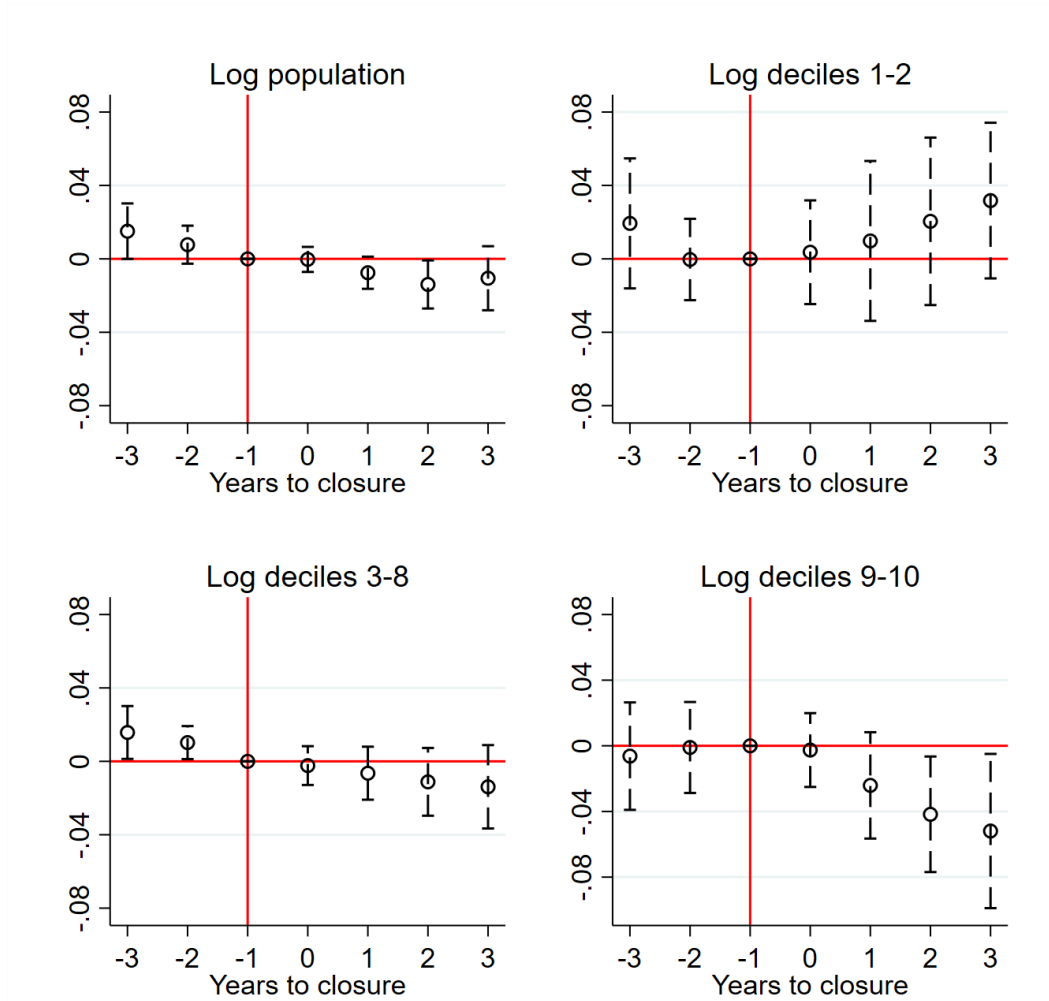 Log population
.08
.04
0
-.04
-.08
-3 -2 -1 0 1 2 3
Years to closure
Log deciles 1-2
.08
.04
0
-.04
-.08
-3 -2 -1 0 1 2 3
Years to closure
Log deciles 3-8
.08
.04
0
-.04
-.08
-3 -2 -1 0 1 2 3
Years to closure
Log deciles 9-10
.08
.04
0
-.04
-.08
-3 -2 -1 0 1 2 3
Years to closure